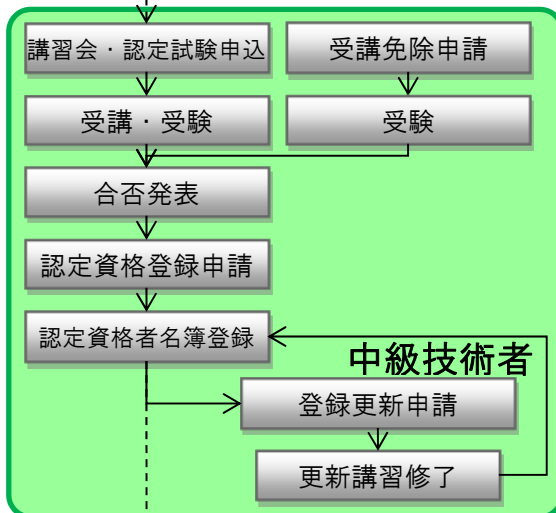 講習会・認定試験申込
受講免除申請
受講・受験
受験
合否発表
認定資格登録申請
認定資格者名簿登録
中級技術者
登録更新申請
更新講習修了